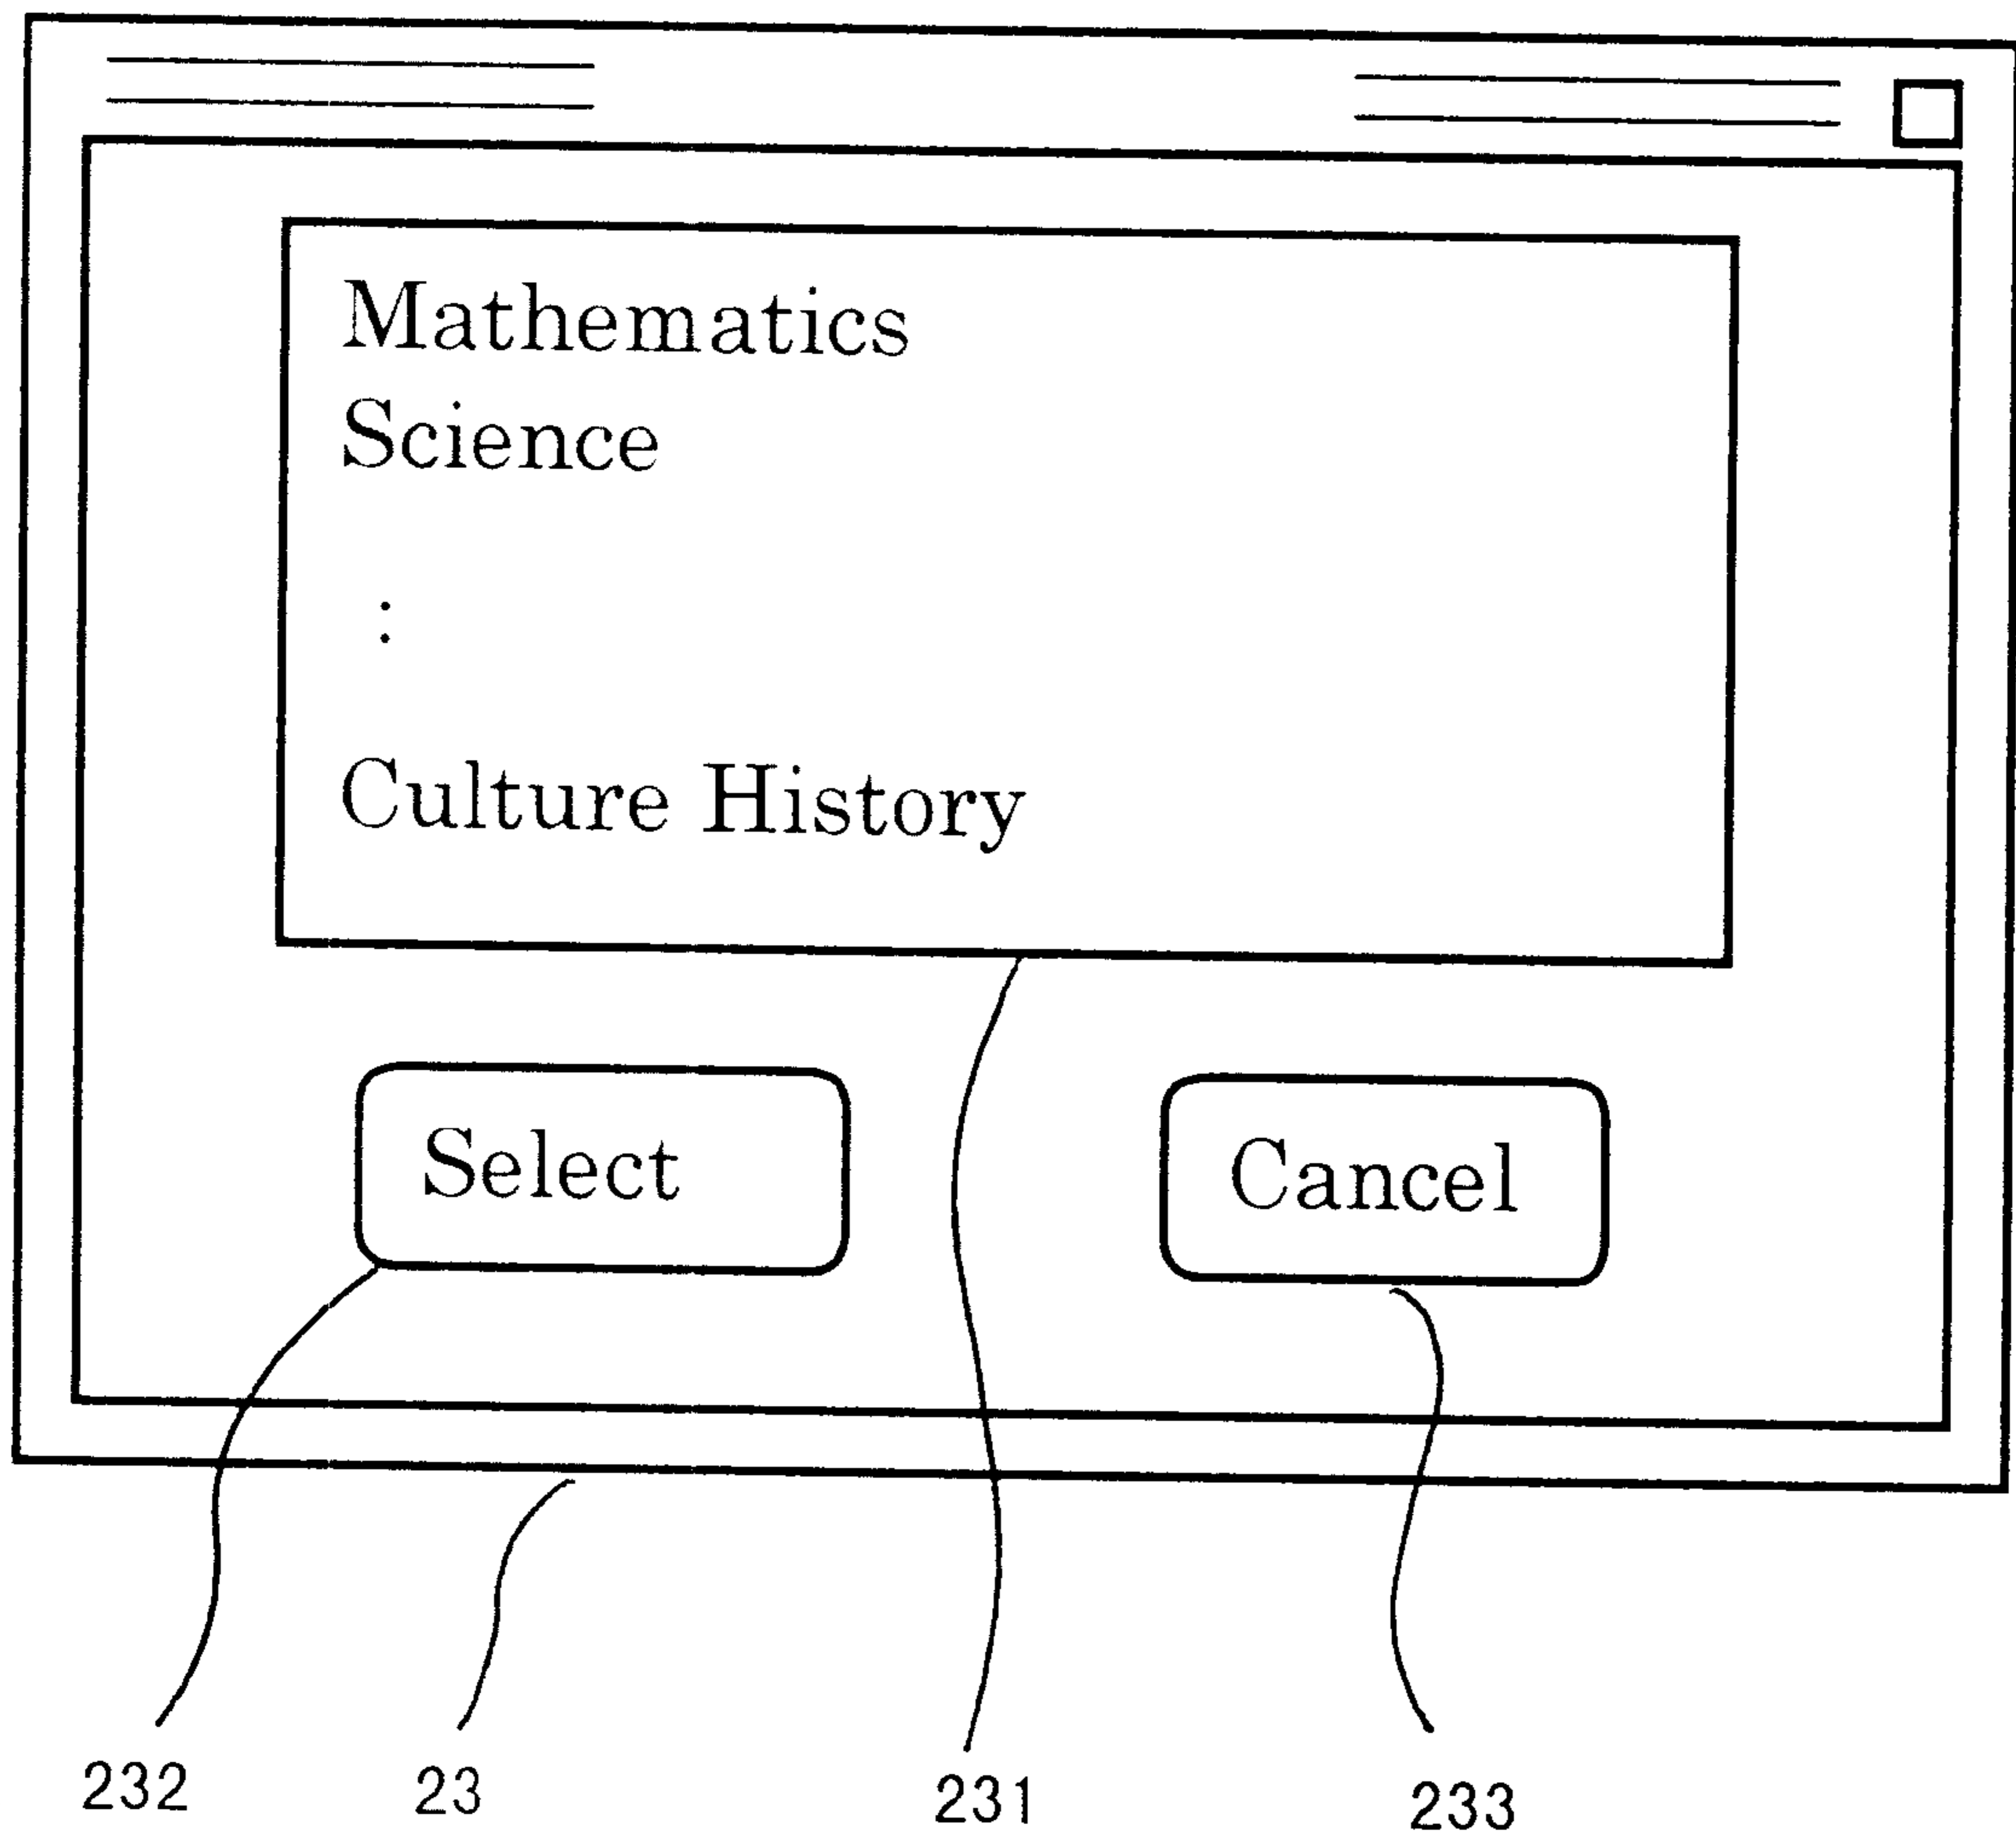 Mathematics
Science
:
Culture History
Select Cancel
232 23 231 233